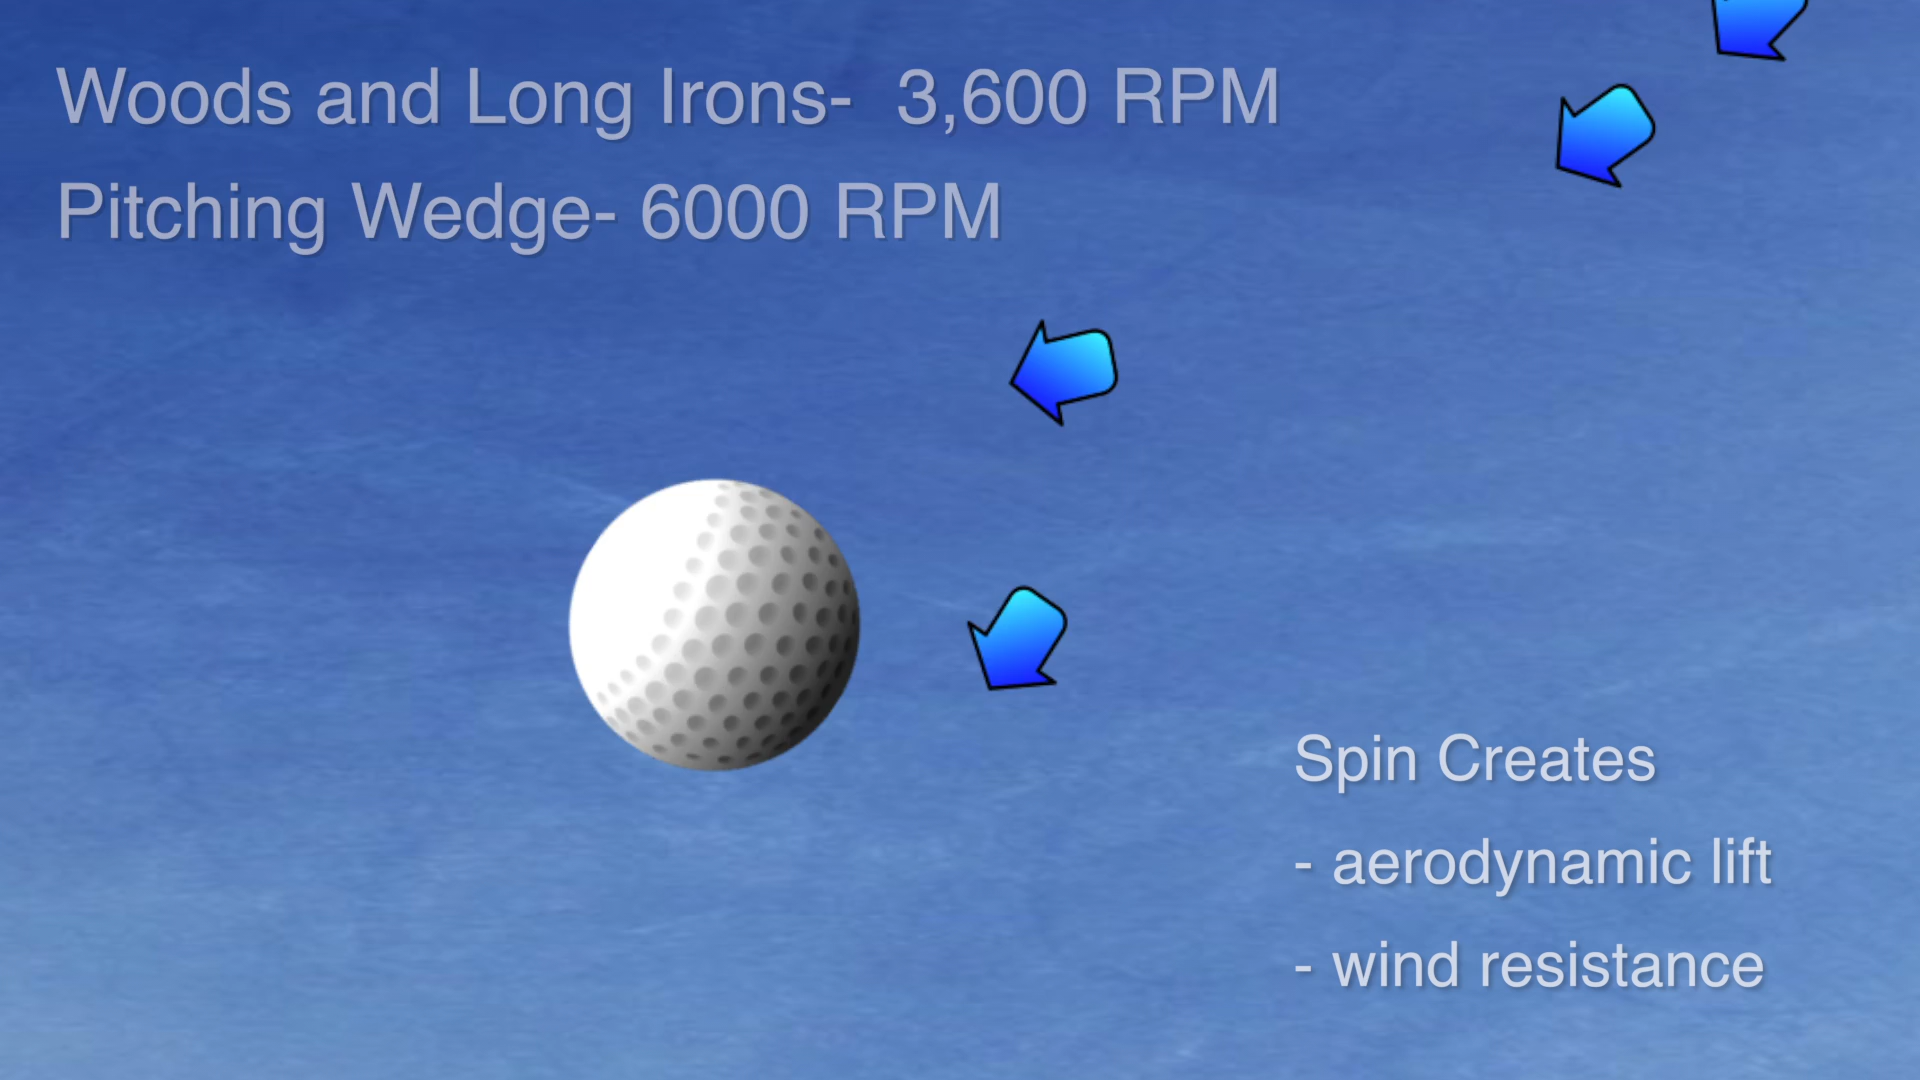 Woods and Long Irons-  3,600 RPM
Pitching Wedge- 6000 RPM
Spin Creates
- aerodynamic lift
- wind resistance